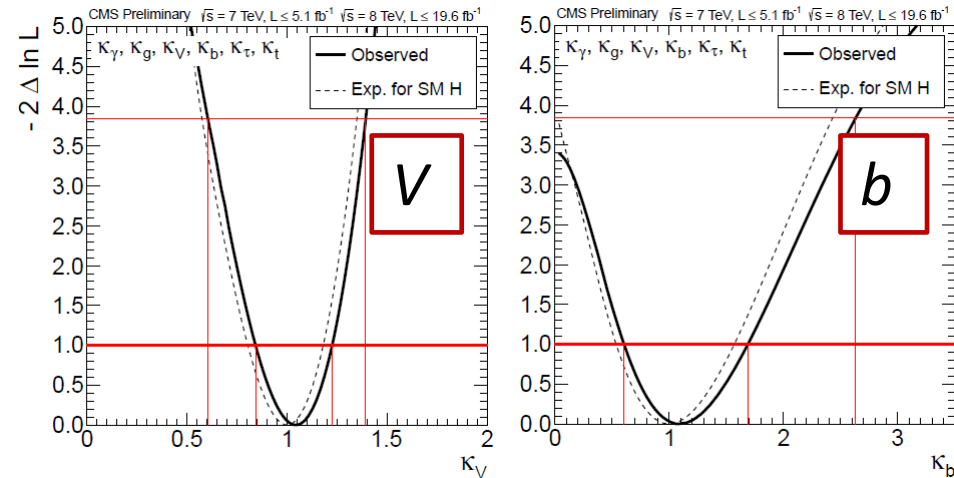 CMS Preliminary √s = 7 TeV, L ≤ 5.1 fb⁻¹ √s = 8 TeV, L ≤ 19.6 fb⁻¹
- 2 Δ ln L
κγ, κg, κV, κb, κτ, κt
Observed
Exp. for SM H
V
5.0
4.5
4.0
3.5
3.0
2.5
2.0
1.5
1.0
0.5
0.0
0 0.5 1 1.5 2
κV
CMS Preliminary √s = 7 TeV, L ≤ 5.1 fb⁻¹ √s = 8 TeV, L ≤ 19.6 fb⁻¹
κγ, κg, κV, κb, κτ, κt
Observed
Exp. for SM H
b
5.0
4.5
4.0
3.5
3.0
2.5
2.0
1.5
1.0
0.5
0.0
0 1 2 3
κb